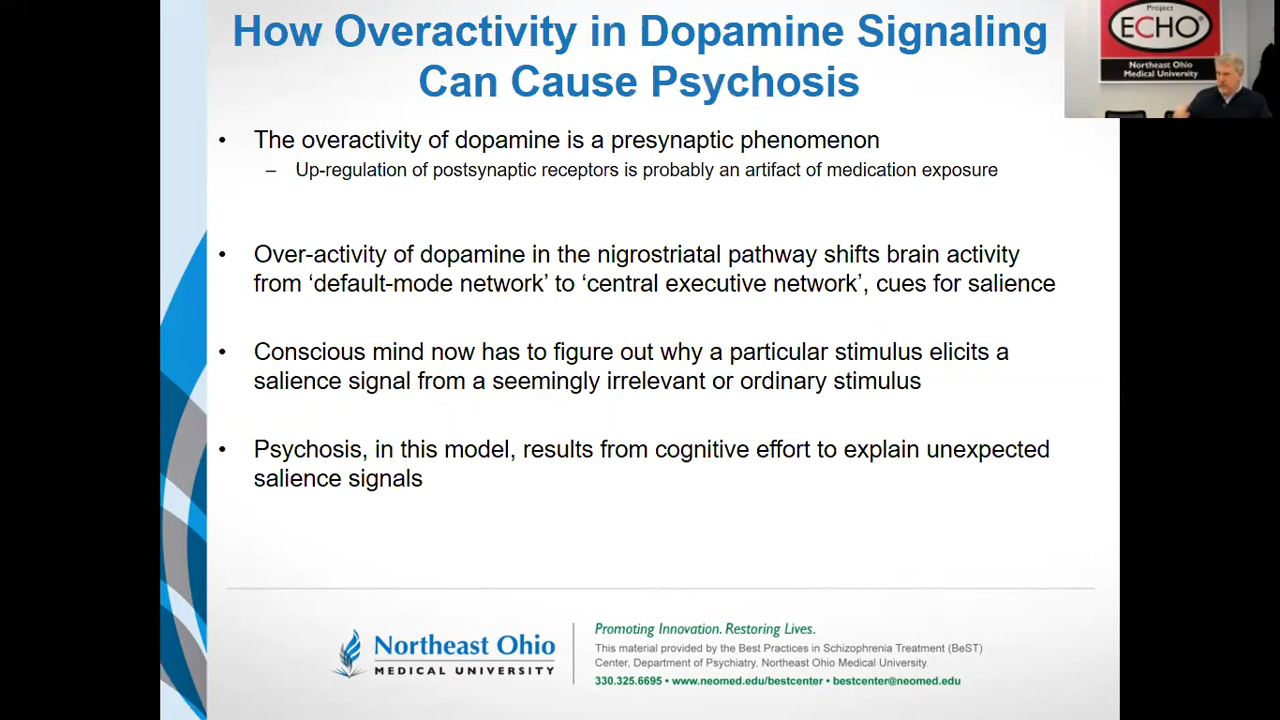 How Overactivity in Dopamine Signaling
Can Cause Psychosis
Project
ECHO®
Northeast Ohio
Medical University
• The overactivity of dopamine is a presynaptic phenomenon
– Up-regulation of postsynaptic receptors is probably an artifact of medication exposure
• Over-activity of dopamine in the nigrostriatal pathway shifts brain activity
from ‘default-mode network’ to ‘central executive network’, cues for salience
• Conscious mind now has to figure out why a particular stimulus elicits a
salience signal from a seemingly irrelevant or ordinary stimulus
• Psychosis, in this model, results from cognitive effort to explain unexpected
salience signals
Northeast Ohio
MEDICAL UNIVERSITY
Promoting Innovation. Restoring Lives.
This material provided by the Best Practices in Schizophrenia Treatment (BeST)
Center, Department of Psychiatry, Northeast Ohio Medical University.
330.325.6695 • www.neomed.edu/bestcenter • bestcenter@neomed.edu